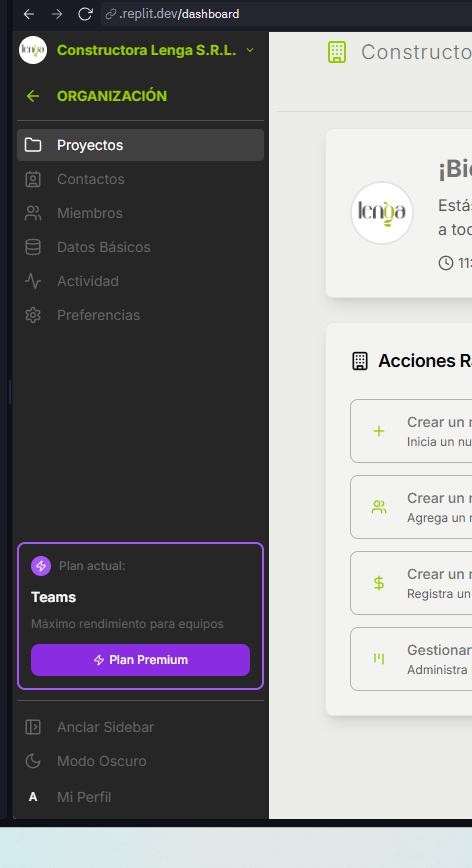 .replit.dev/dashboard
lenga
Constructora Lenga S.R.L.
ORGANIZACIÓN
Proyectos
Contactos
Miembros
Datos Básicos
Actividad
Preferencias
Plan actual:
Teams
Máximo rendimiento para equipos
Plan Premium
Anclar Sidebar
Modo Oscuro
A Mi Perfil
Constructo
lenga
¡Bi
Está
a toc
11:
Acciones R
Crear un
Inicia un nu
Crear un
Agrega un
Crear un
Registra un
Gestionar
Administra